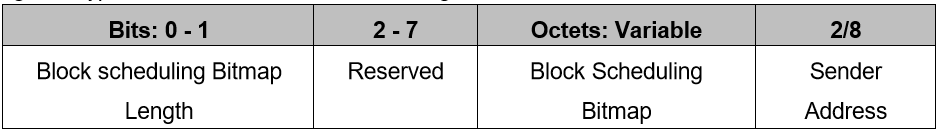 Bits: 0 - 1 2 - 7 Octets: Variable 2/8
Block scheduling Bitmap Reserved Block Scheduling Sender
Length Bitmap Address